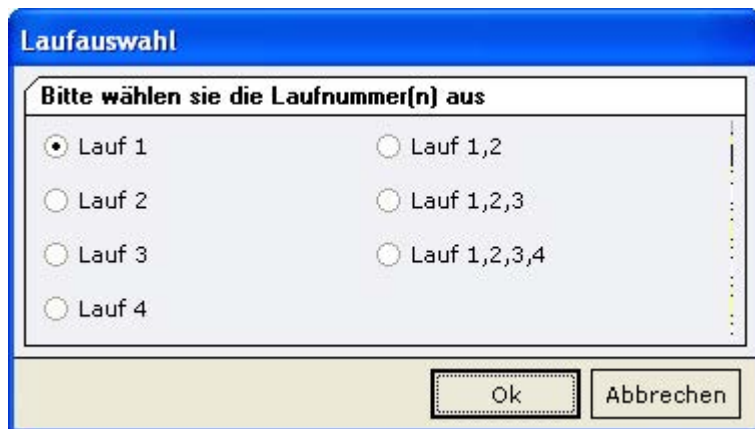 Laufauswahl
Bitte wählen sie die Laufnummer(n) aus
Lauf 1
Lauf 1,2
Lauf 2
Lauf 1,2,3
Lauf 3
Lauf 1,2,3,4
Lauf 4
Ok
Abbrechen